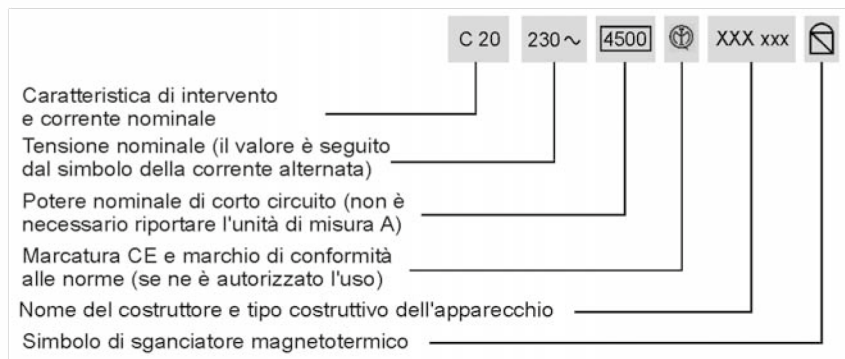 C 20 230~ 4500 XXX xxx
Caratteristica di intervento
e corrente nominale
Tensione nominale (il valore è seguito
dal simbolo della corrente alternata)
Potere nominale di corto circuito (non è
necessario riportare l'unità di misura A)
Marcatura CE e marchio di conformità
alle norme (se ne è autorizzato l'uso)
Nome del costruttore e tipo costruttivo dell'apparecchio
Simbolo di sganciatore magnetotermico